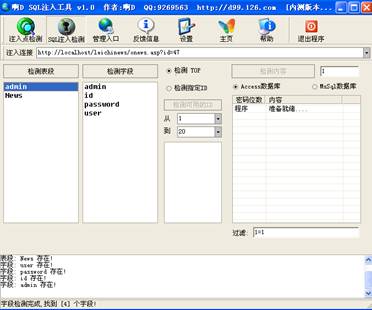 啊D SQL注入工具 v1.0 作者:啊D QQ:9269563 http://d99.126.com [内测版本...
注入点检测 SQL注入检测 管理入口 反馈信息 设置 主页 帮助 退出程序
注入连接 http://localhost/leichinews/onews.asp?id=47
检测表段 检测字段 检测 TOP 检测内容 1
admin admin 检测指定ID Access数据库 MsSql数据库
News id 检测可用的ID 密码位数 内容
password 从 1 程序 准备就绪....
user 到 20
过滤: 1=1
表段: News 存在!
字段: user 存在!
字段: password 存在!
字段: id 存在!
字段: admin 存在!
字段检测完成,找到 [4] 个字段!